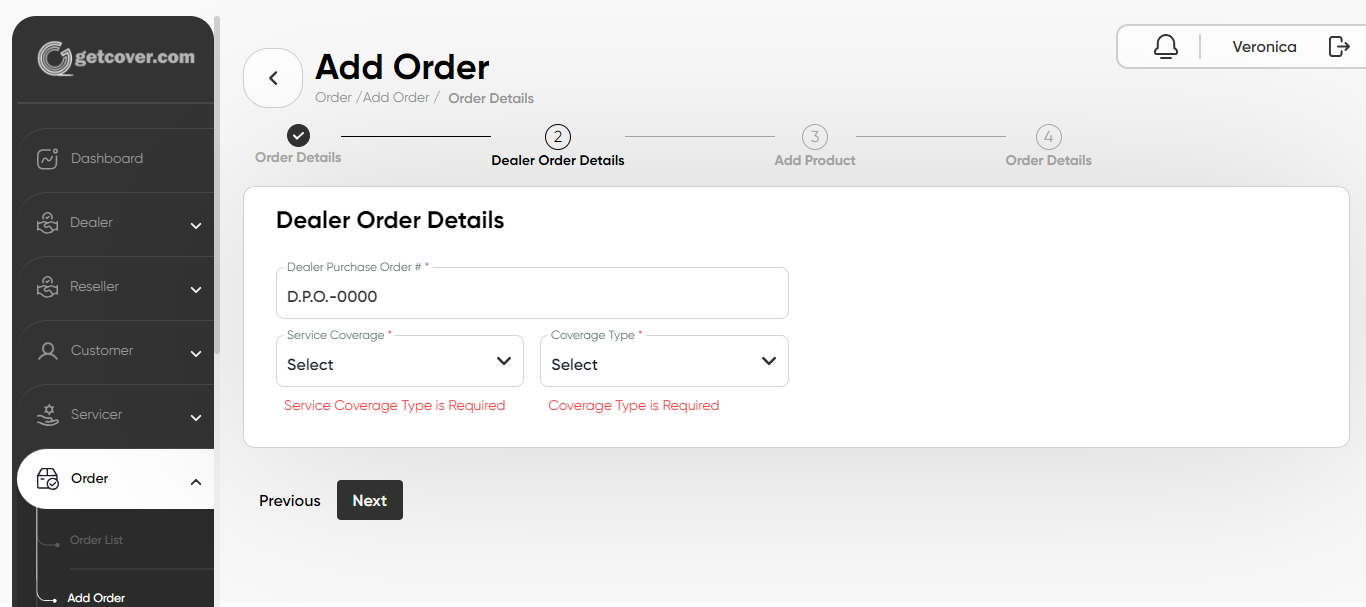 getcover.com
Dashboard
Dealer
Reseller
Customer
Servicer
Order
Order List
Add Order
Veronica
Add Order
Order /Add Order / Order Details
Order Details
2
Dealer Order Details
3
Add Product
4
Order Details
Dealer Order Details
Dealer Purchase Order # *
D.P.O.-0000
Service Coverage *
Select
Service Coverage Type is Required
Coverage Type *
Select
Coverage Type is Required
Previous
Next